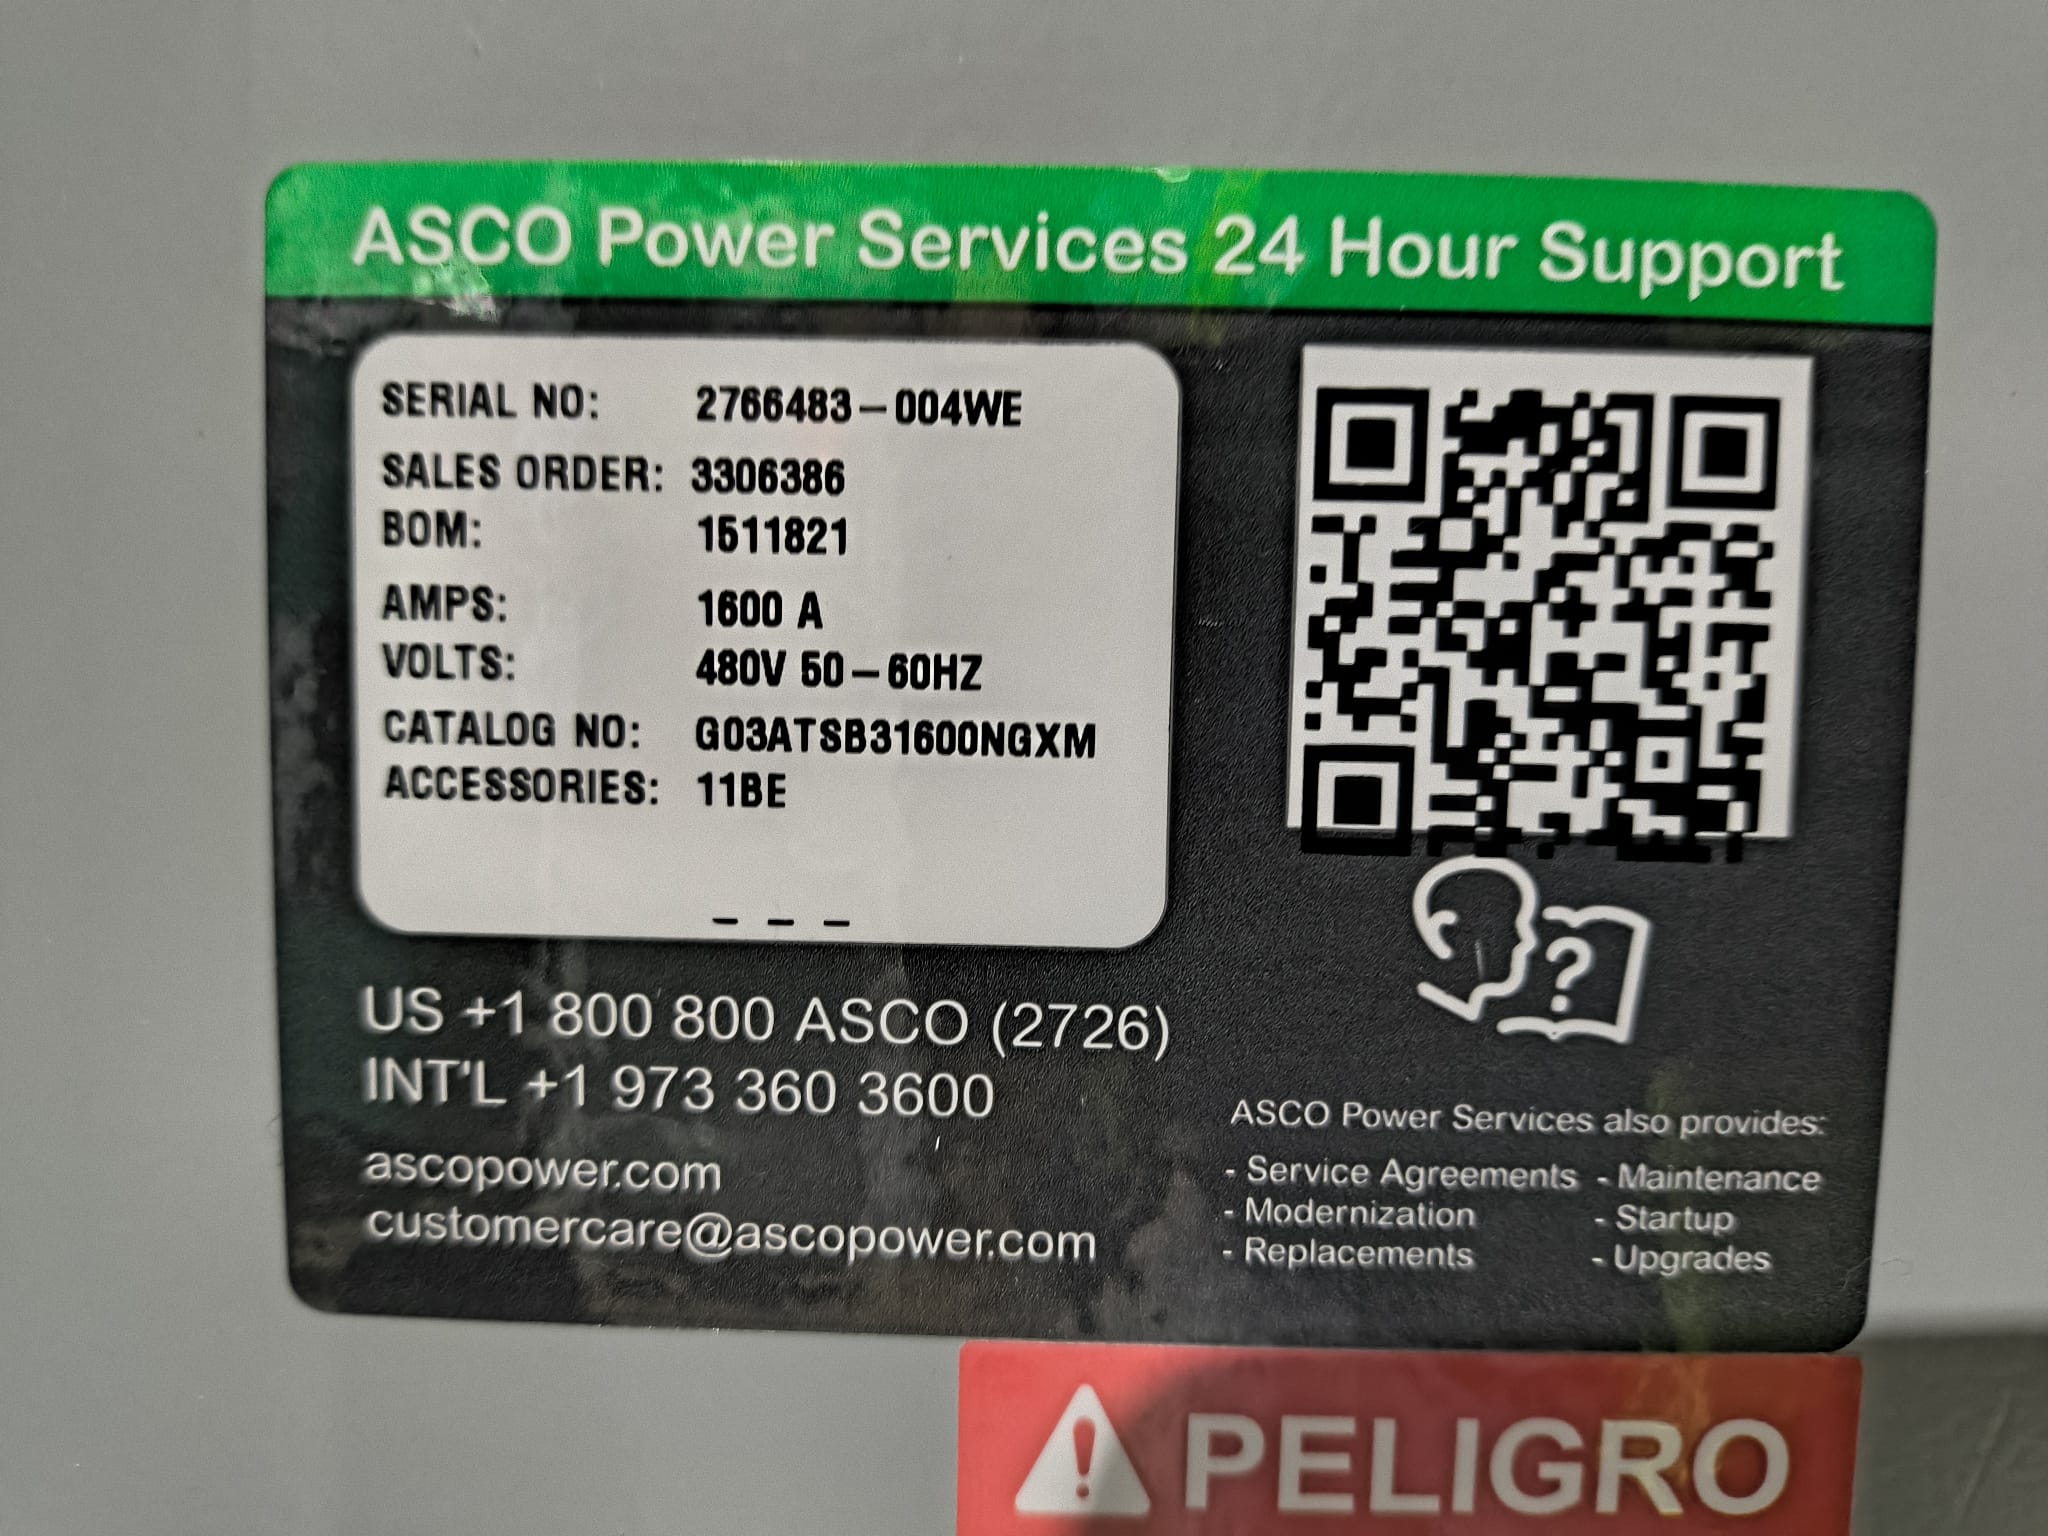 ASCO Power Services 24 Hour Support
SERIAL NO: 2766483-004WE
SALES ORDER: 3306386
BOM: 1511821
AMPS: 1600 A
VOLTS: 480V 50-60HZ
CATALOG NO: G03ATSB31600NGXM
ACCESSORIES: 11BE
– – –
?
US +1 800 800 ASCO (2726)
INT'L +1 973 360 3600
ascopower.com
customercare@ascopower.com
ASCO Power Services also provides:
- Service Agreements - Maintenance
- Modernization - Startup
- Replacements - Upgrades
PELIGRO